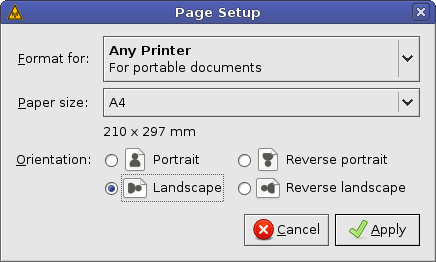 Page Setup
Format for:
Any Printer
For portable documents
Paper size:
A4
210 x 297 mm
Orientation:
Portrait
Reverse portrait
Landscape
Reverse landscape
Cancel
Apply